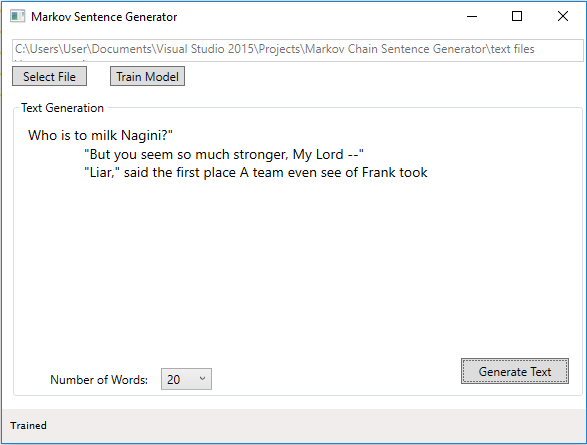 Markov Sentence Generator
C:\Users\User\Documents\Visual Studio 2015\Projects\Markov Chain Sentence Generator\text files
Select File
Train Model
Text Generation
Who is to milk Nagini?"
"But you seem so much stronger, My Lord --"
"Liar," said the first place A team even see of Frank took
Number of Words:
20
Generate Text
Trained